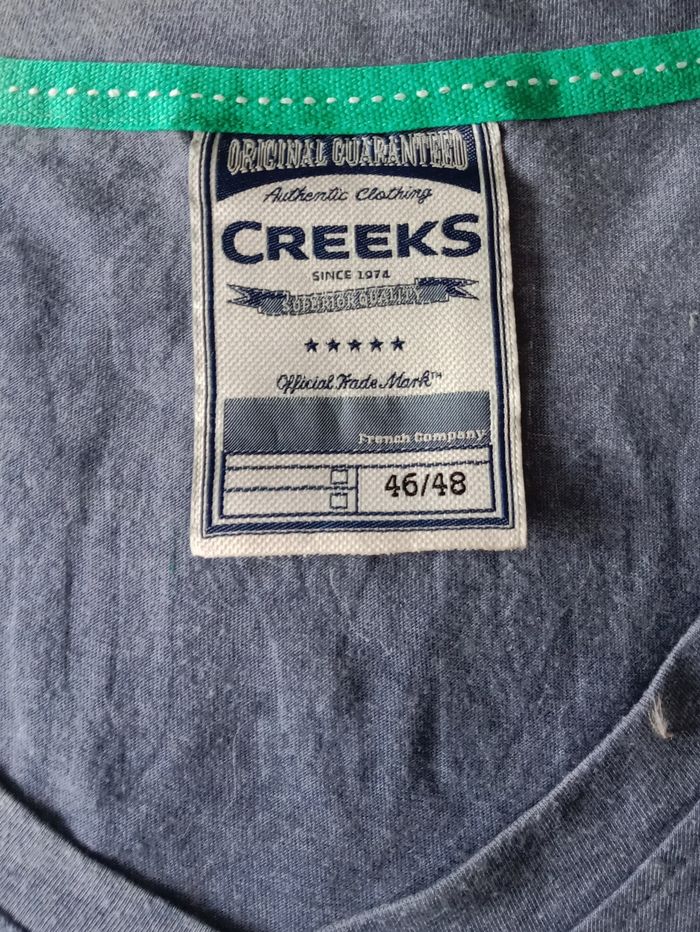 ORIGINAL GUARANTEED
Authentic Clothing
CREEKS
SINCE 1974
SUPERIOR QUALITY
Official Trade Mark™
French Company
46/48